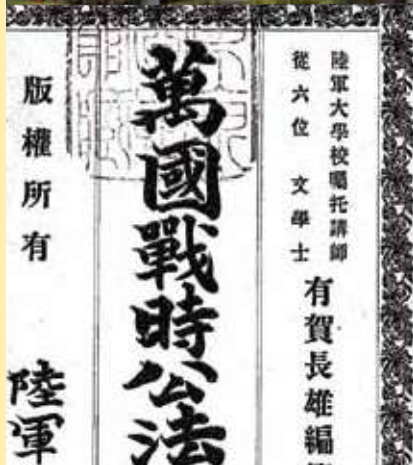 陸軍大學校囑托講師
從六位 文學士
有賀長雄編
萬國戰時公法
版權所有
陸軍